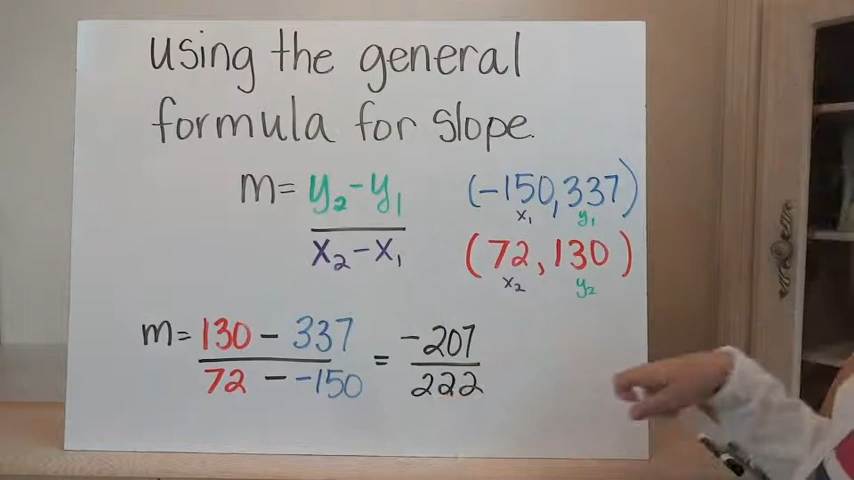 using the general
formula for slope.
m= y₂-y₁ (-150,337)
x₂-x₁ x₁ y₁
(72,130)
x₂ y₂
m= 130 - 337 = -207
72 - -150 222